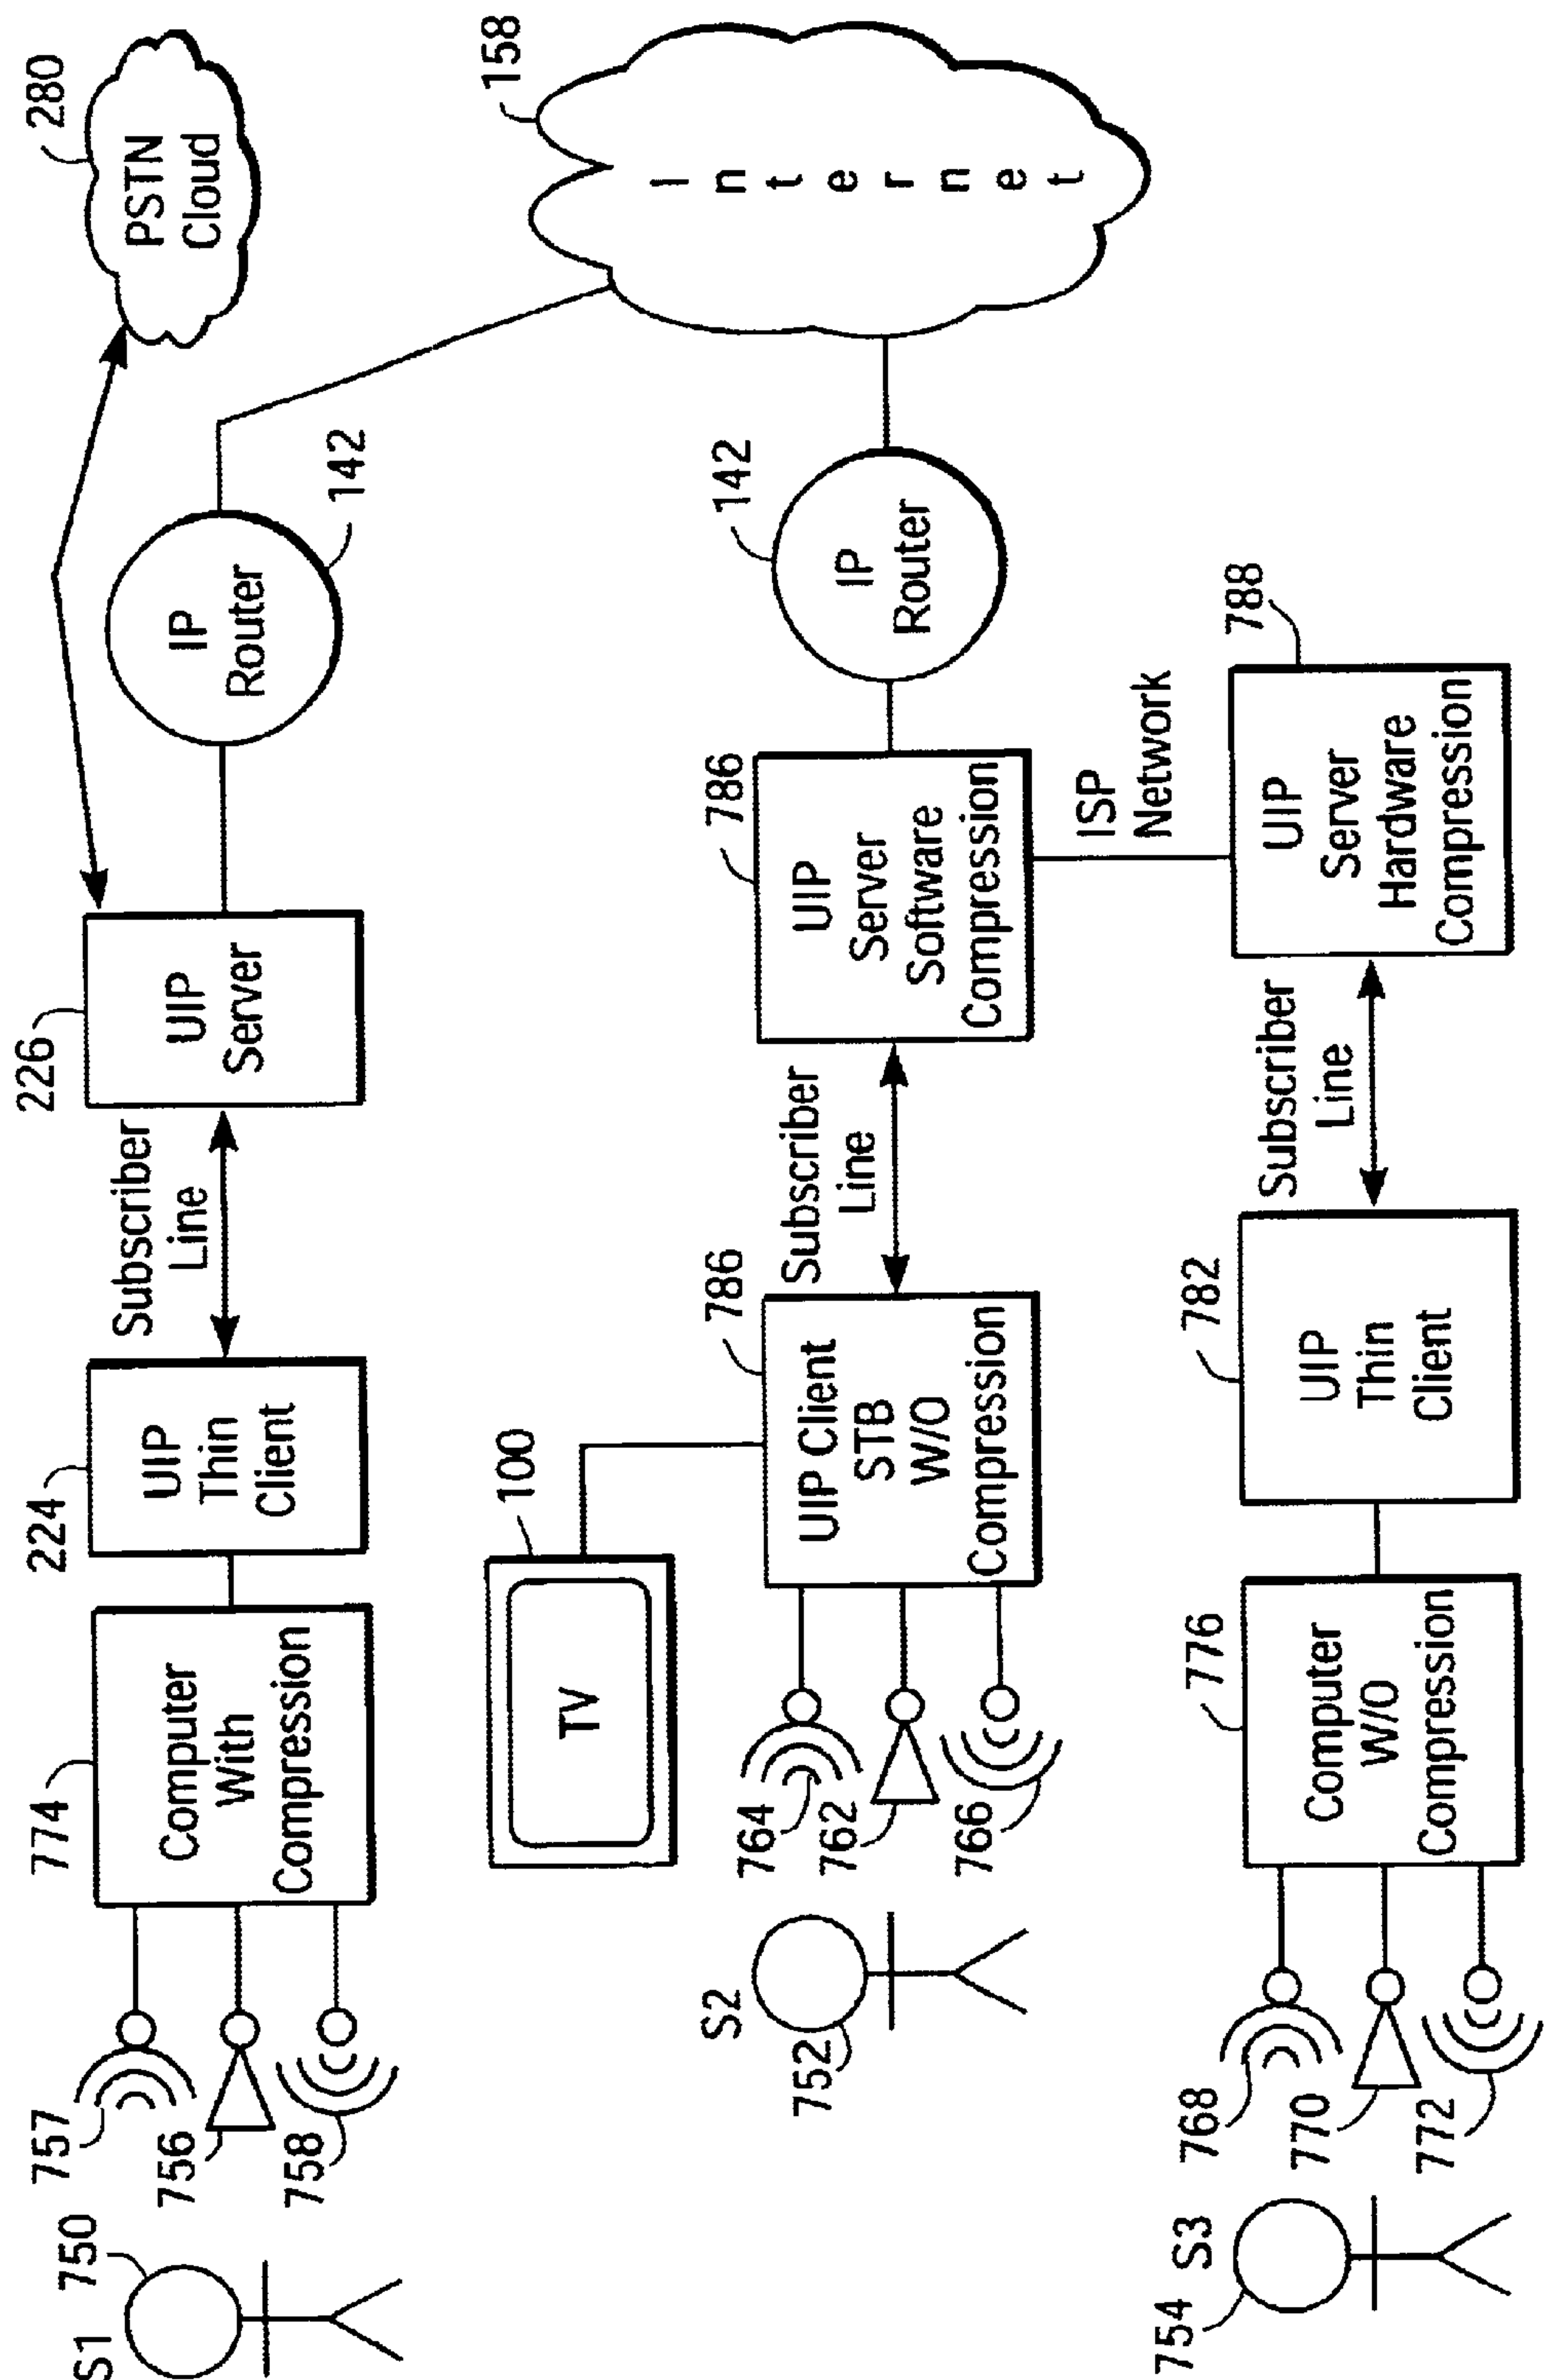 S1
750
757
756
758
774
Computer
With
Compression
224
UIP
Thin
Client
Subscriber
Line
226
UIP
Server
IP
Router
142
280
PSTN
Cloud
158
Internet
100
TV
S2
752
764
762
766
786
UIP Client
STB
W/O
Compression
Subscriber
Line
786
UIP
Server
Software
Compression
142
IP
Router
ISP
Network
754
S3
768
770
772
776
Computer
W/O
Compression
782
UIP
Thin
Client
Subscriber
Line
788
UIP
Server
Hardware
Compression